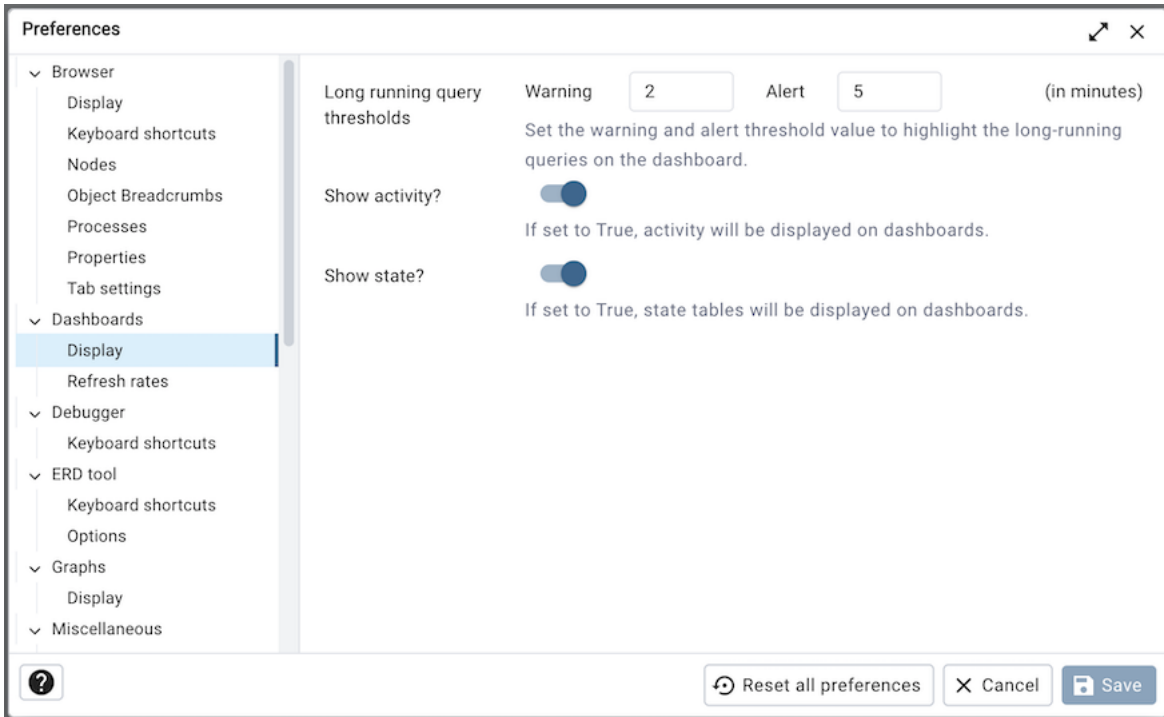 Preferences
Browser
Display
Keyboard shortcuts
Nodes
Object Breadcrumbs
Processes
Properties
Tab settings
Dashboards
Display
Refresh rates
Debugger
Keyboard shortcuts
ERD tool
Keyboard shortcuts
Options
Graphs
Display
Miscellaneous
Long running query thresholds
Warning 2 Alert 5 (in minutes)
Set the warning and alert threshold value to highlight the long-running
queries on the dashboard.
Show activity?
If set to True, activity will be displayed on dashboards.
Show state?
If set to True, state tables will be displayed on dashboards.
? Reset all preferences Cancel Save